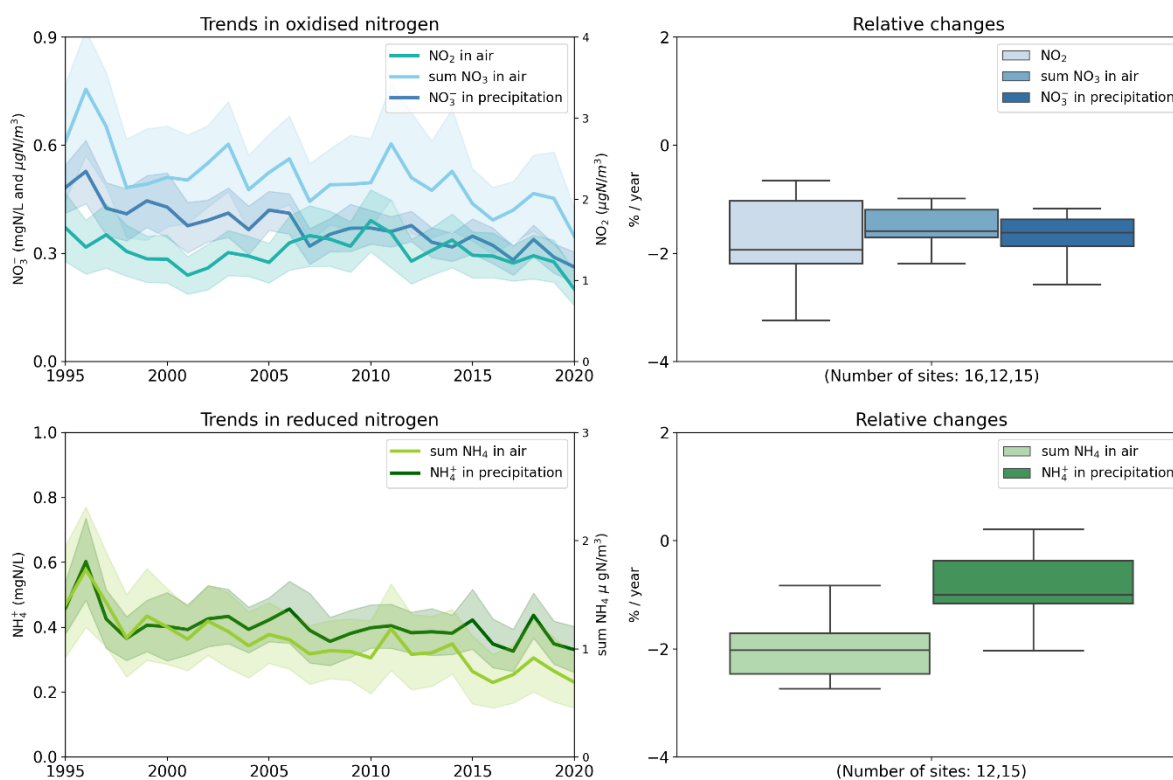 Trends in oxidised nitrogen
NO₂ in air
sum NO₃ in air
NO₃⁻ in precipitation
NO₃⁻ (mgN/L and µgN/m³)
0.9
0.6
0.3
0.0
4
3
2
1
0
NO₂ (µgN/m³)
1995 2000 2005 2010 2015 2020
Relative changes
NO₂
sum NO₃ in air
NO₃⁻ in precipitation
% / year
2
0
−2
−4
(Number of sites: 16,12,15)
Trends in reduced nitrogen
sum NH₄ in air
NH₄⁺ in precipitation
NH₄⁺ (mgN/L)
1.0
0.8
0.6
0.4
0.2
0.0
3
2
1
0
sum NH₄ µ gN/m³)
1995 2000 2005 2010 2015 2020
Relative changes
sum NH₄ in air
NH₄⁺ in precipitation
% / year
2
0
−2
−4
(Number of sites: 12,15)